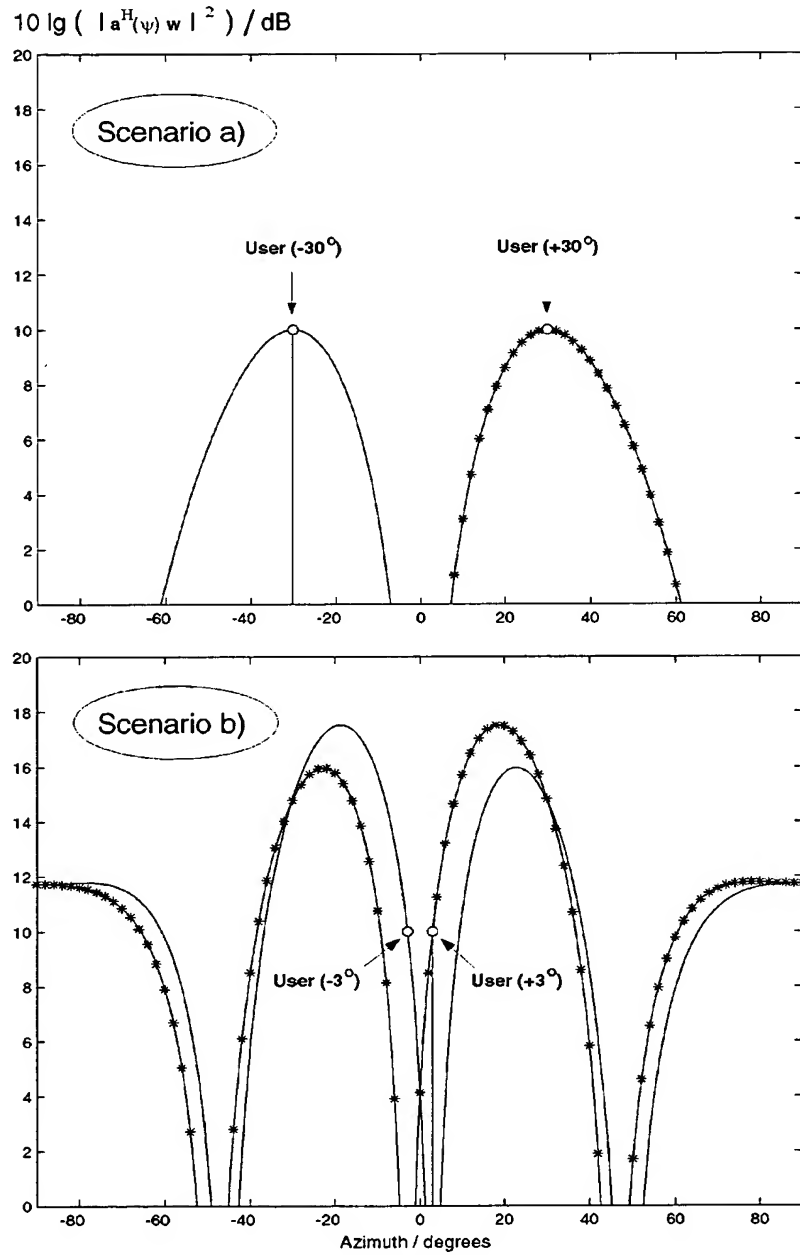 10 lg ( | aᴴ(ψ) w | ² ) / dB
20
18
Scenario a)
16
14
User (-30°) User (+30°)
12
10
8
6
4
2
0
-80 -60 -40 -20 0 20 40 60 80
20
18
Scenario b)
16
14
12
10
User (-3°) User (+3°)
8
6
4
2
0
-80 -60 -40 -20 0 20 40 60 80
Azimuth / degrees